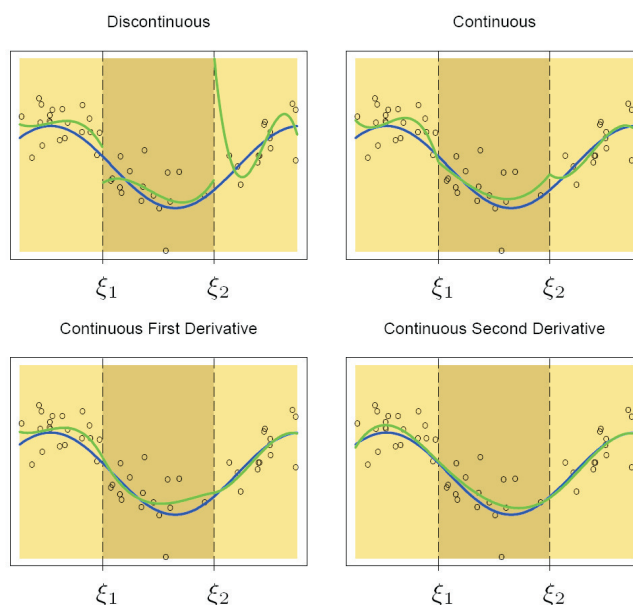 Discontinuous
Continuous
ξ₁ ξ₂
ξ₁ ξ₂
Continuous First Derivative
Continuous Second Derivative
ξ₁ ξ₂
ξ₁ ξ₂